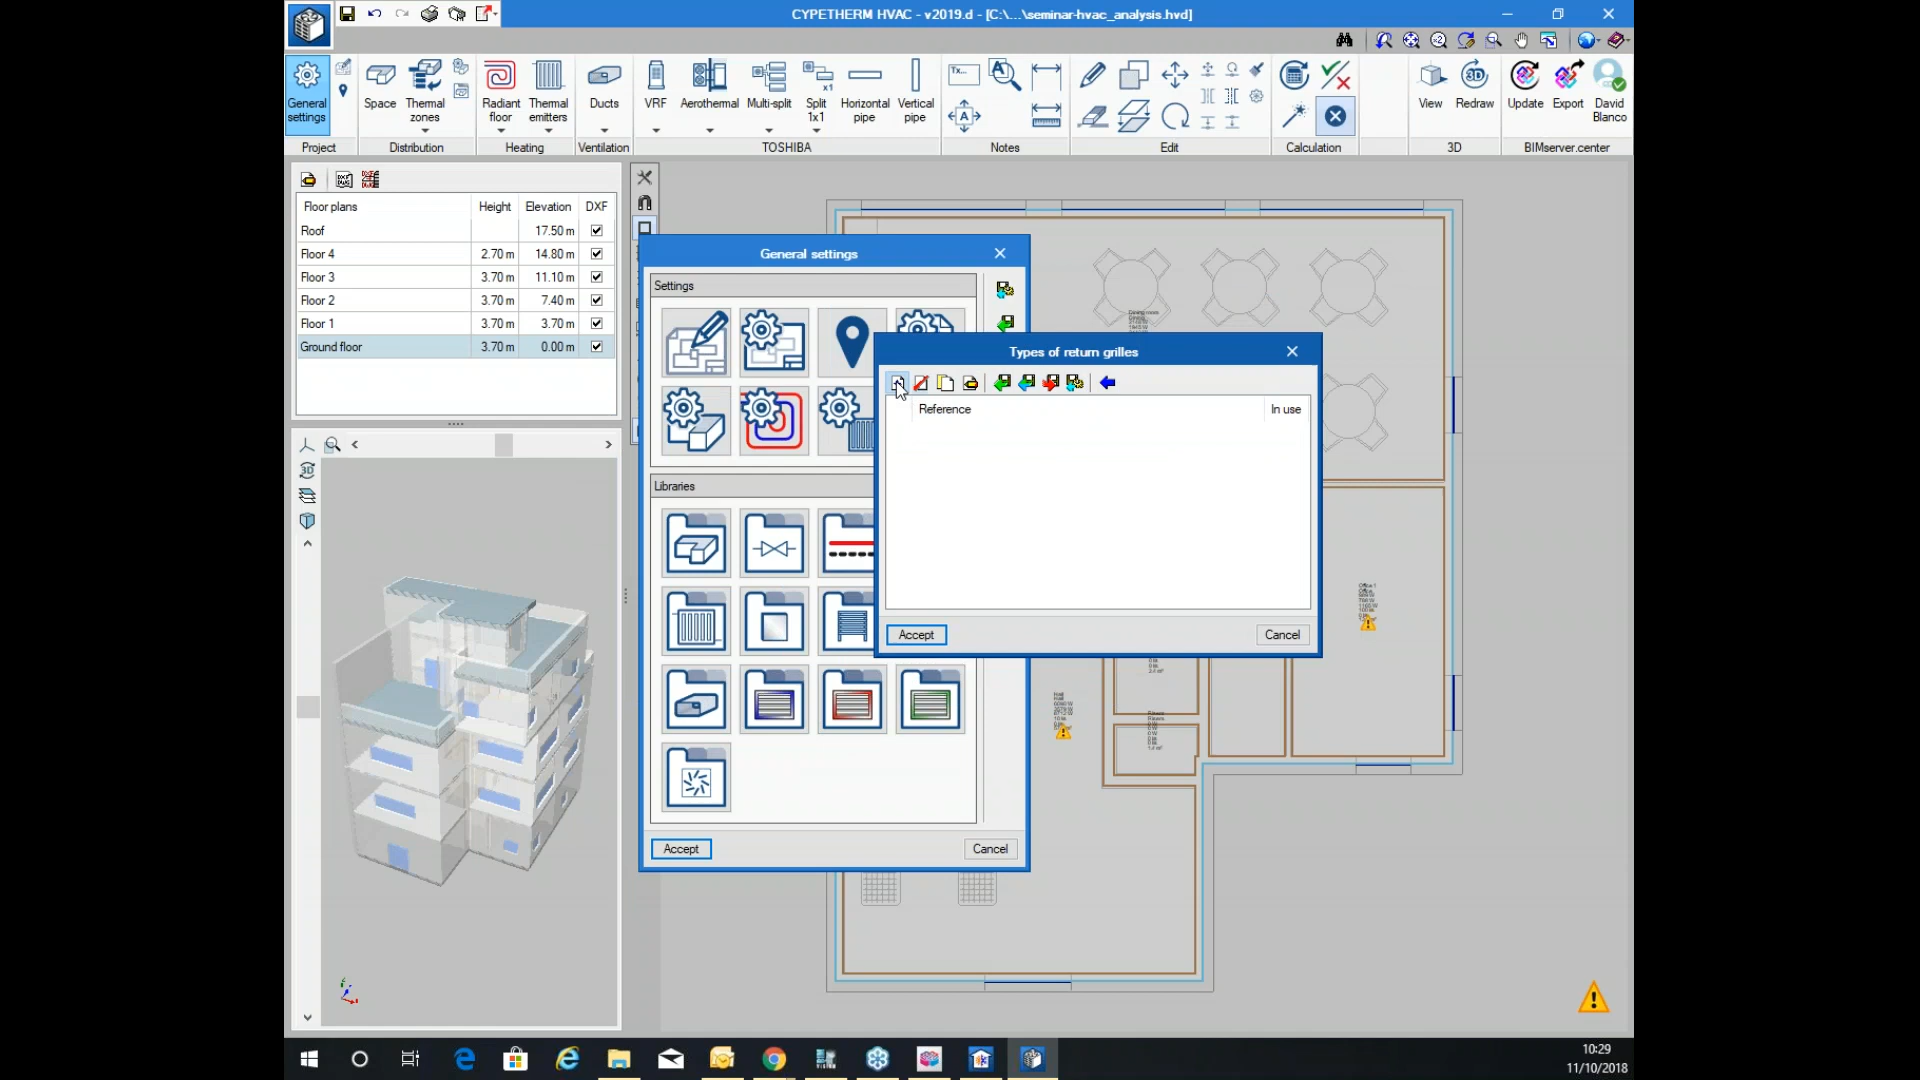 CYPETHERM HVAC - v2019.d - [C:\...\seminar-hvac_analysis.hvd]
General settings
Space
Thermal zones
Radiant floor
Thermal emitters
Ducts
VRF
Aerothermal
Multi-split
Split 1x1
Horizontal pipe
Vertical pipe
View
Redraw
Update
Export
David Blanco
Project
Distribution
Heating
Ventilation
TOSHIBA
Notes
Edit
Calculation
3D
BIMserver.center
Floor plans Height Elevation DXF
Roof 17.50 m
Floor 4 2.70 m 14.80 m
Floor 3 3.70 m 11.10 m
Floor 2 3.70 m 7.40 m
Floor 1 3.70 m 3.70 m
Ground floor 3.70 m 0.00 m
General settings
Settings
Libraries
Accept Cancel
Types of return grilles
Reference In use
Accept Cancel
10:29
11/10/2018